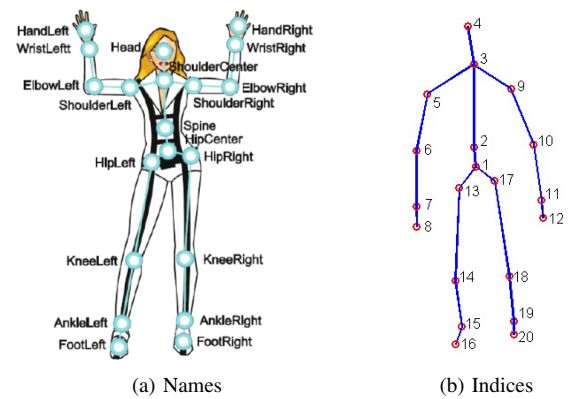 HandLeft
HandRight
WristLeftt
Head
WristRight
ShoulderCenter
ElbowLeft
ElbowRight
ShoulderLeft
ShoulderRight
Spine
HipCenter
HipLeft
HipRight
KneeLeft
KneeRight
AnkleLeft
AnkleRight
FootLeft
FootRight
(a) Names
4
3
5
9
6
10
2
1
13
17
7
11
8
12
14
18
15
19
16
20
(b) Indices